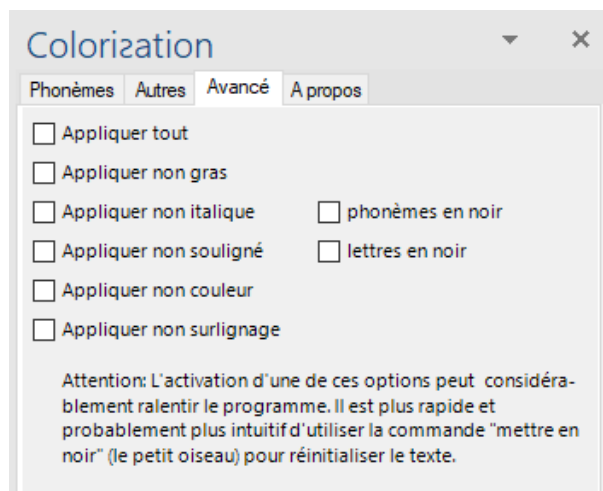 Colorisation
Phonèmes Autres Avancé A propos
Appliquer tout
Appliquer non gras
Appliquer non italique phonèmes en noir
Appliquer non souligné lettres en noir
Appliquer non couleur
Appliquer non surlignage
Attention: L'activation d'une de ces options peut considéra-
blement ralentir le programme. Il est plus rapide et
probablement plus intuitif d'utiliser la commande "mettre en
noir" (le petit oiseau) pour réinitialiser le texte.